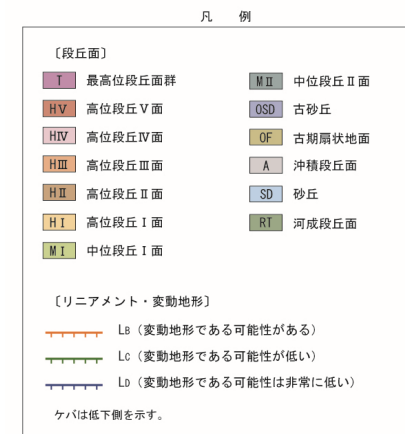 凡　例
〔段丘面〕
T　最高位段丘面群
HⅤ　高位段丘Ⅴ面
HⅣ　高位段丘Ⅳ面
HⅢ　高位段丘Ⅲ面
HⅡ　高位段丘Ⅱ面
HⅠ　高位段丘Ⅰ面
MⅠ　中位段丘Ⅰ面
MⅡ　中位段丘Ⅱ面
OSD　古砂丘
OF　古期扇状地面
A　沖積段丘面
SD　砂丘
RT　河成段丘面
〔リニアメント・変動地形〕
LB（変動地形である可能性がある）
LC（変動地形である可能性が低い）
LD（変動地形である可能性は非常に低い）
ケバは低下側を示す。